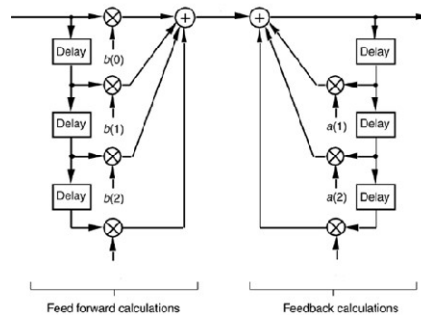 Delay
b(0)
Delay
b(1)
a(1)
Delay
Delay
b(2)
a(2)
Delay
Delay
Feed forward calculations
Feedback calculations